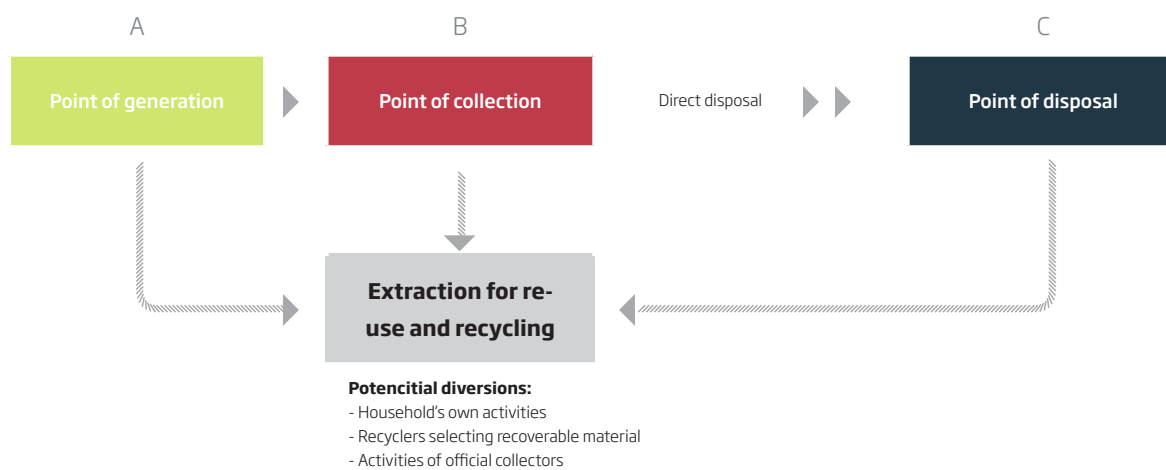 A
B
C
Point of generation
Point of collection
Direct disposal
Point of disposal
Extraction for re-
use and recycling
Potencitial diversions:
- Household's own activities
- Recyclers selecting recoverable material
- Activities of official collectors